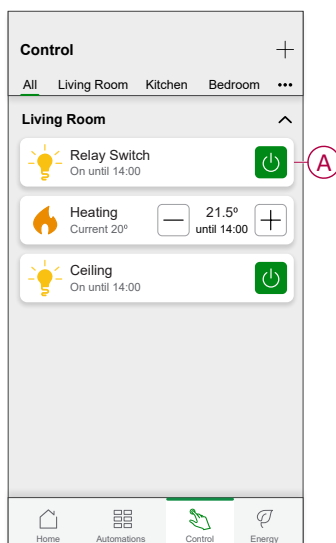 Control
All Living Room Kitchen Bedroom •••
Living Room
Relay Switch
On until 14:00
A
Heating
Current 20º
21.5º
until 14:00
Ceiling
On until 14:00
Home Automations Control Energy